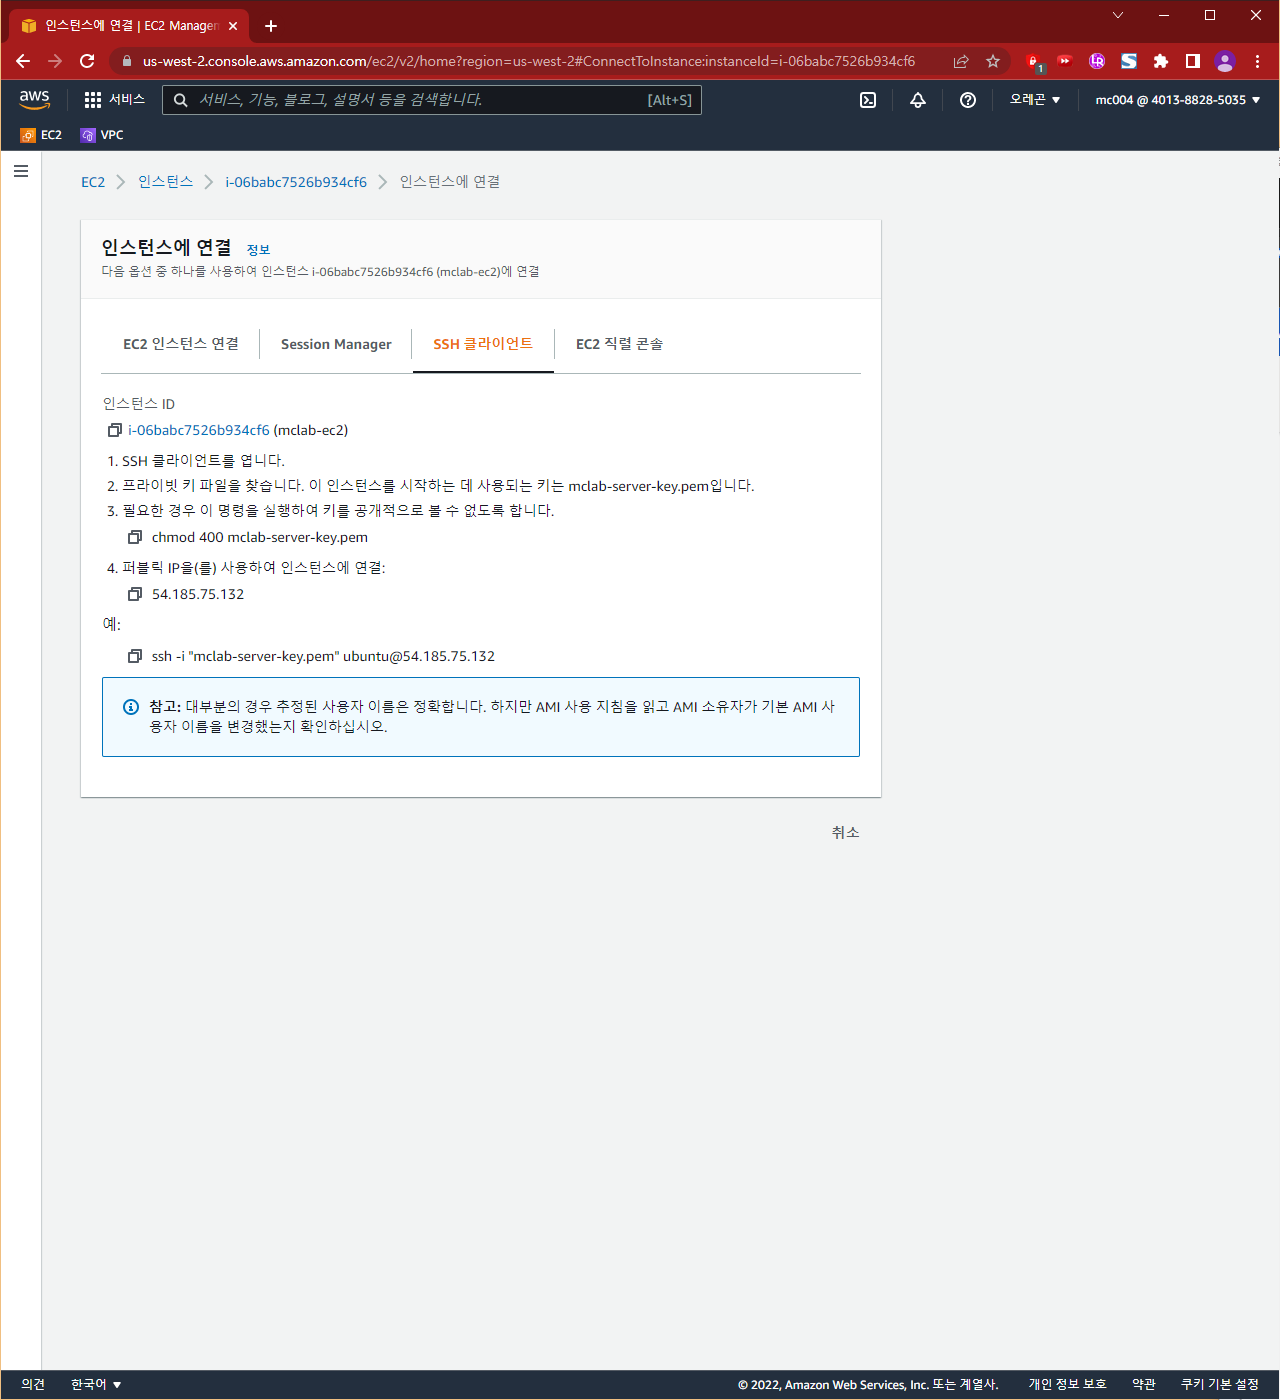 인스턴스에 연결 | EC2 Manager
us-west-2.console.aws.amazon.com/ec2/v2/home?region=us-west-2#ConnectToInstance:instanceId=i-06babc7526b934cf6
1
aws
서비스
서비스, 기능, 블로그, 설명서 등을 검색합니다.
[Alt+S]
오레곤
mc004 @ 4013-8828-5035
EC2
VPC
EC2
인스턴스
i-06babc7526b934cf6
인스턴스에 연결
인스턴스에 연결 정보
다음 옵션 중 하나를 사용하여 인스턴스 i-06babc7526b934cf6 (mclab-ec2)에 연결
EC2 인스턴스 연결
Session Manager
SSH 클라이언트
EC2 직렬 콘솔
인스턴스 ID
i-06babc7526b934cf6 (mclab-ec2)
1. SSH 클라이언트를 엽니다.
2. 프라이빗 키 파일을 찾습니다. 이 인스턴스를 시작하는 데 사용되는 키는 mclab-server-key.pem입니다.
3. 필요한 경우 이 명령을 실행하여 키를 공개적으로 볼 수 없도록 합니다.
chmod 400 mclab-server-key.pem
4. 퍼블릭 IP을(를) 사용하여 인스턴스에 연결:
54.185.75.132
예:
ssh -i "mclab-server-key.pem" ubuntu@54.185.75.132
참고: 대부분의 경우 추정된 사용자 이름은 정확합니다. 하지만 AMI 사용 지침을 읽고 AMI 소유자가 기본 AMI 사
용자 이름을 변경했는지 확인하십시오.
취소
의견
한국어
© 2022, Amazon Web Services, Inc. 또는 계열사.
개인 정보 보호
약관
쿠키 기본 설정